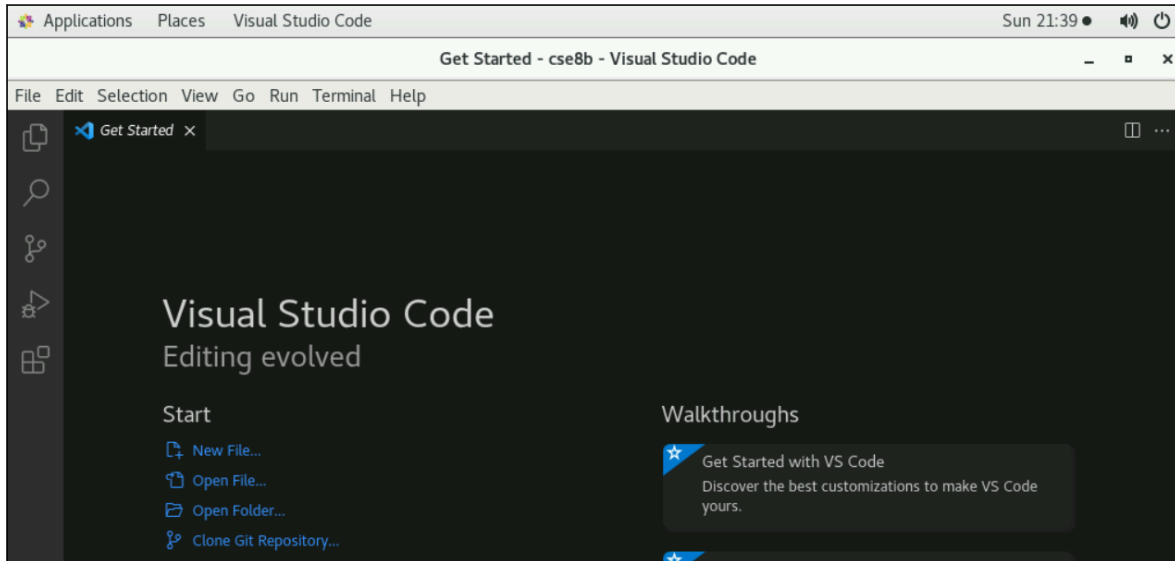 Applications Places Visual Studio Code Sun 21:39
Get Started - cse8b - Visual Studio Code
File Edit Selection View Go Run Terminal Help
Get Started
Visual Studio Code
Editing evolved
Start
New File...
Open File...
Open Folder...
Clone Git Repository...
Walkthroughs
Get Started with VS Code
Discover the best customizations to make VS Code
yours.